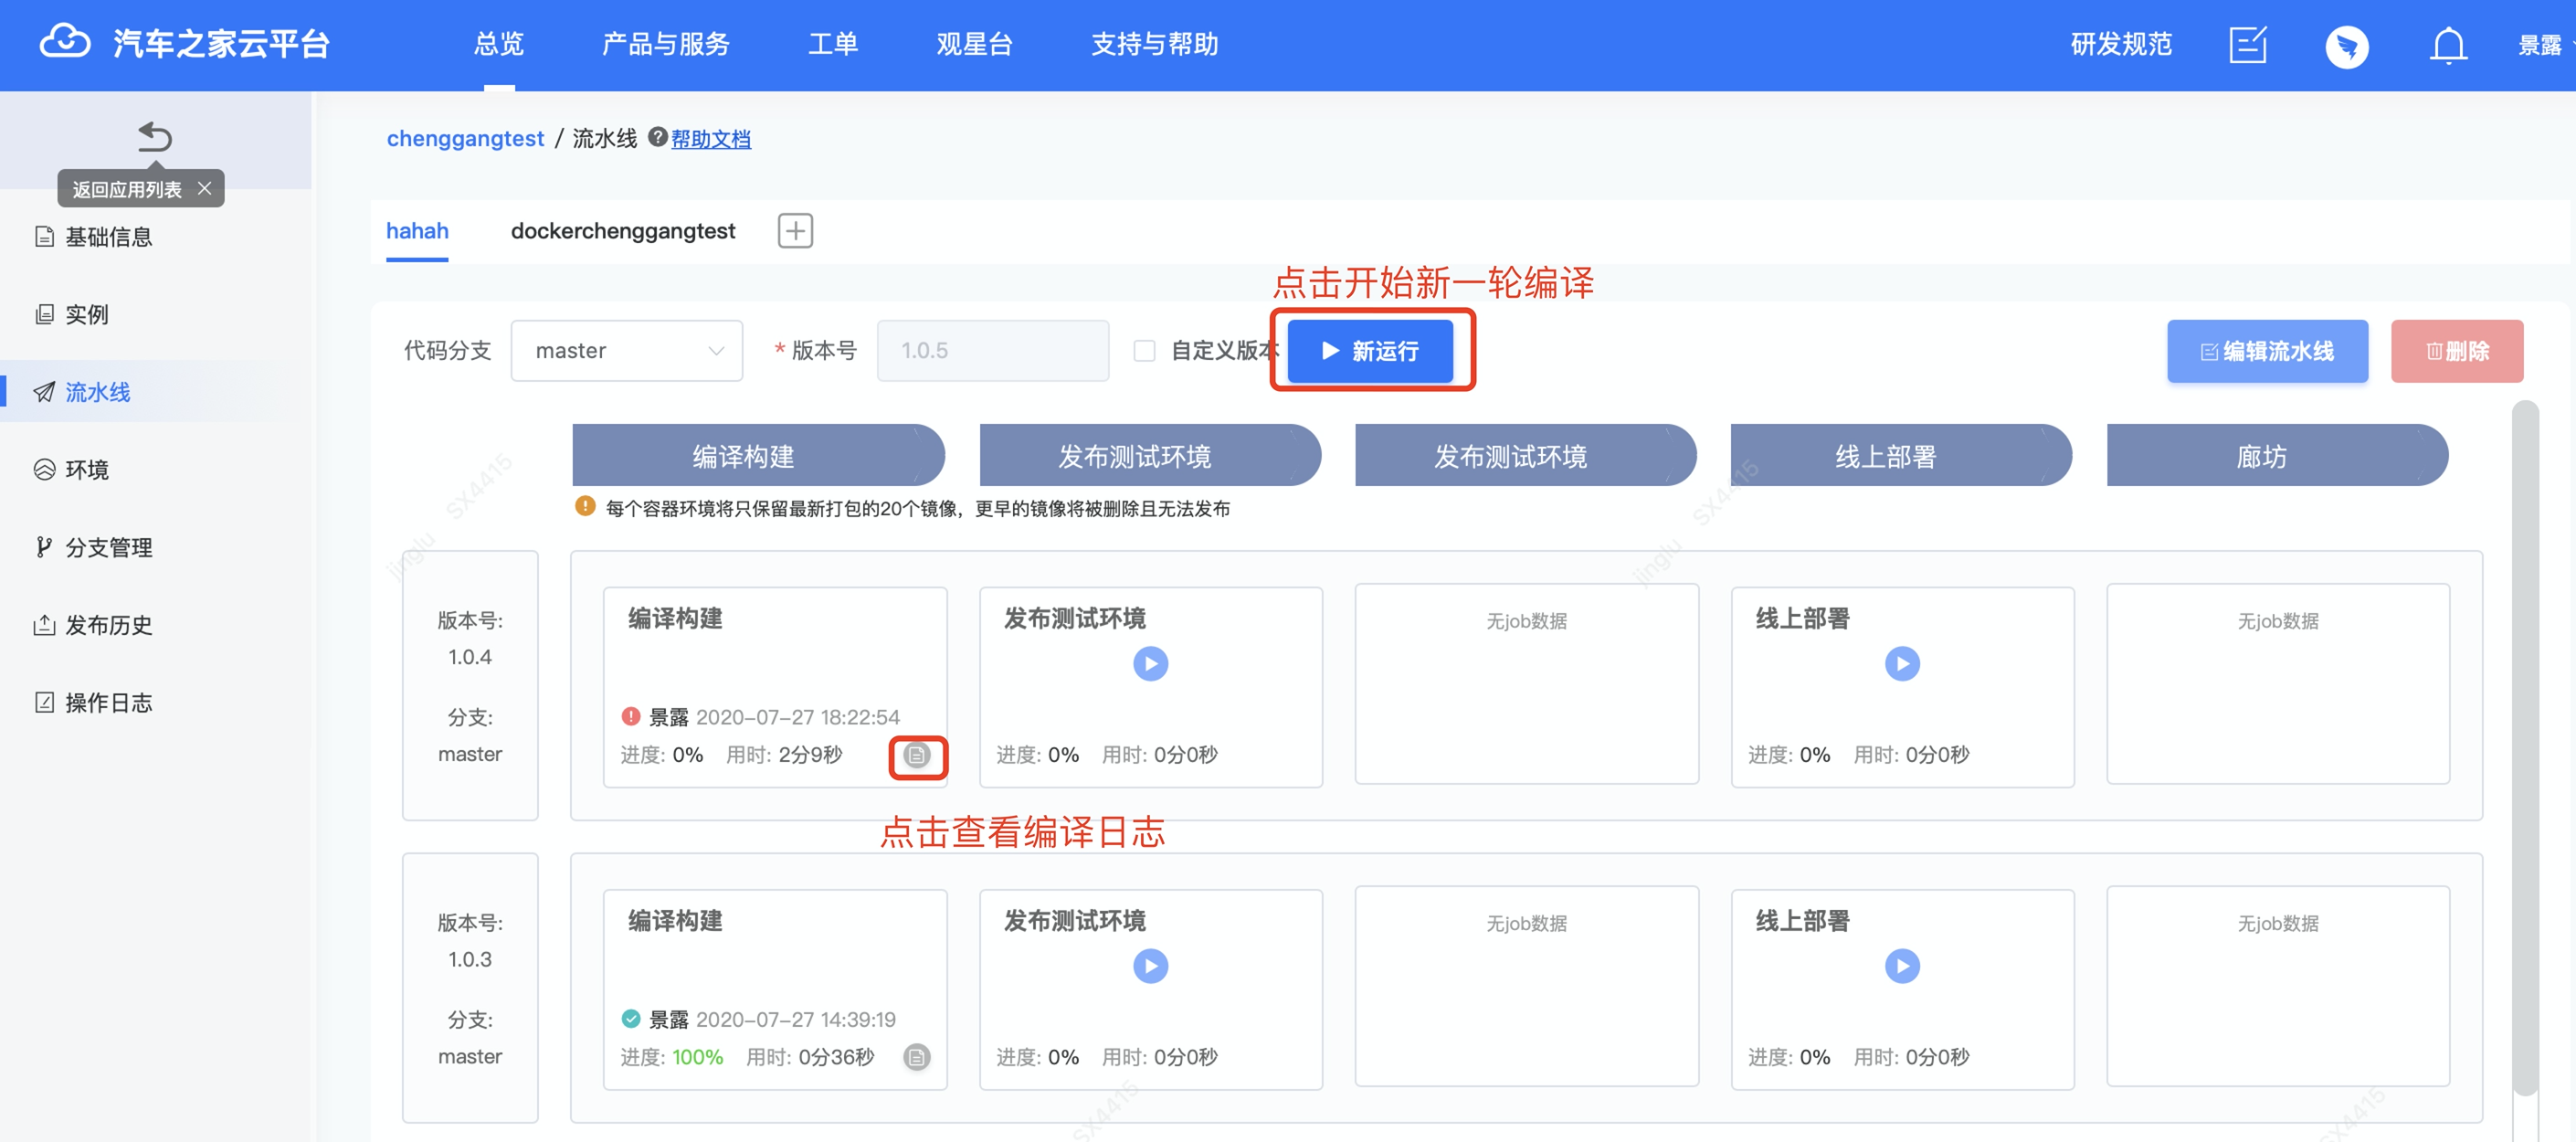 汽车之家云平台
总览
产品与服务
工单
观星台
支持与帮助
研发规范
景露
返回应用列表
基础信息
实例
流水线
环境
分支管理
发布历史
操作日志
chenggangtest / 流水线 帮助文档
hahah
dockerchenggangtest
点击开始新一轮编译
代码分支
master
* 版本号
1.0.5
自定义版本
新运行
编辑流水线
删除
编译构建
发布测试环境
发布测试环境
线上部署
廊坊
每个容器环境将只保留最新打包的20个镜像，更早的镜像将被删除且无法发布
版本号:
1.0.4
分支:
master
编译构建
景露 2020-07-27 18:22:54
进度: 0% 用时: 2分9秒
发布测试环境
进度: 0% 用时: 0分0秒
无job数据
线上部署
进度: 0% 用时: 0分0秒
无job数据
点击查看编译日志
版本号:
1.0.3
分支:
master
编译构建
景露 2020-07-27 14:39:19
进度: 100% 用时: 0分36秒
发布测试环境
进度: 0% 用时: 0分0秒
无job数据
线上部署
进度: 0% 用时: 0分0秒
无job数据
jinglu SX4415
jinglu SX4415
SX4415
SX4415